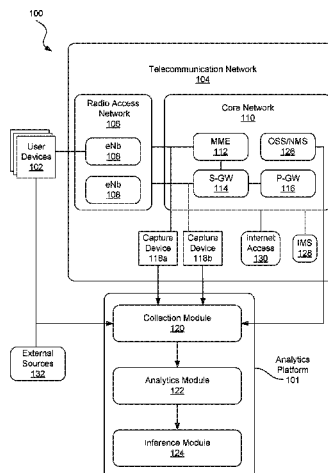 100
Telecommunication Network
104
Radio Access
Network
106
Core Network
110
User
Devices
102
eNb
108
eNb
108
MME
112
OSS/NMS
126
S-GW
114
P-GW
116
Capture
Device
118a
Capture
Device
118b
Internet
Access
130
IMS
128
Collection Module
120
External
Sources
132
Analytics Module
122
Analytics
Platform
101
Inference Module
124